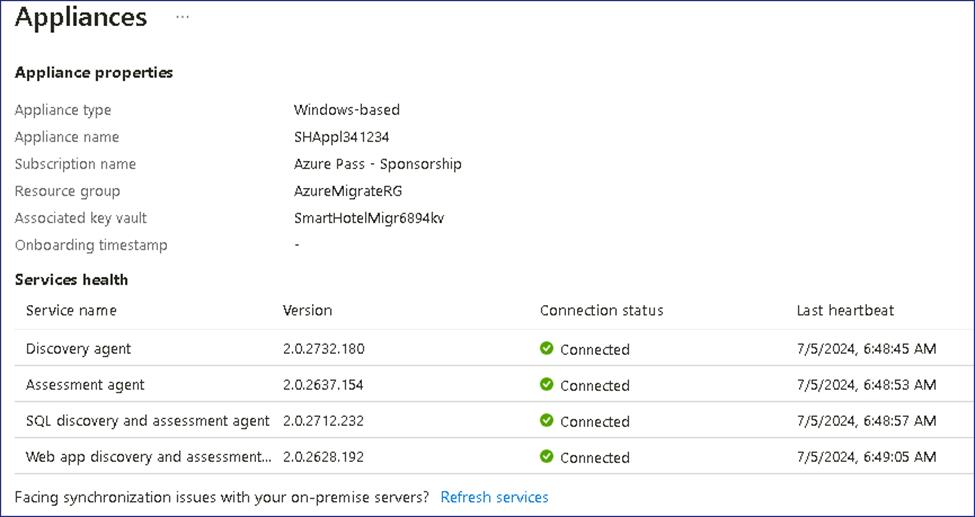 Appliances ...
Appliance properties
Appliance type Windows-based
Appliance name SHAppl341234
Subscription name Azure Pass - Sponsorship
Resource group AzureMigrateRG
Associated key vault SmartHotelMigr6894kv
Onboarding timestamp -
Services health
Service name Version Connection status Last heartbeat
Discovery agent 2.0.2732.180 Connected 7/5/2024, 6:48:45 AM
Assessment agent 2.0.2637.154 Connected 7/5/2024, 6:48:53 AM
SQL discovery and assessment agent 2.0.2712.232 Connected 7/5/2024, 6:48:57 AM
Web app discovery and assessment... 2.0.2628.192 Connected 7/5/2024, 6:49:05 AM
Facing synchronization issues with your on-premise servers? Refresh services